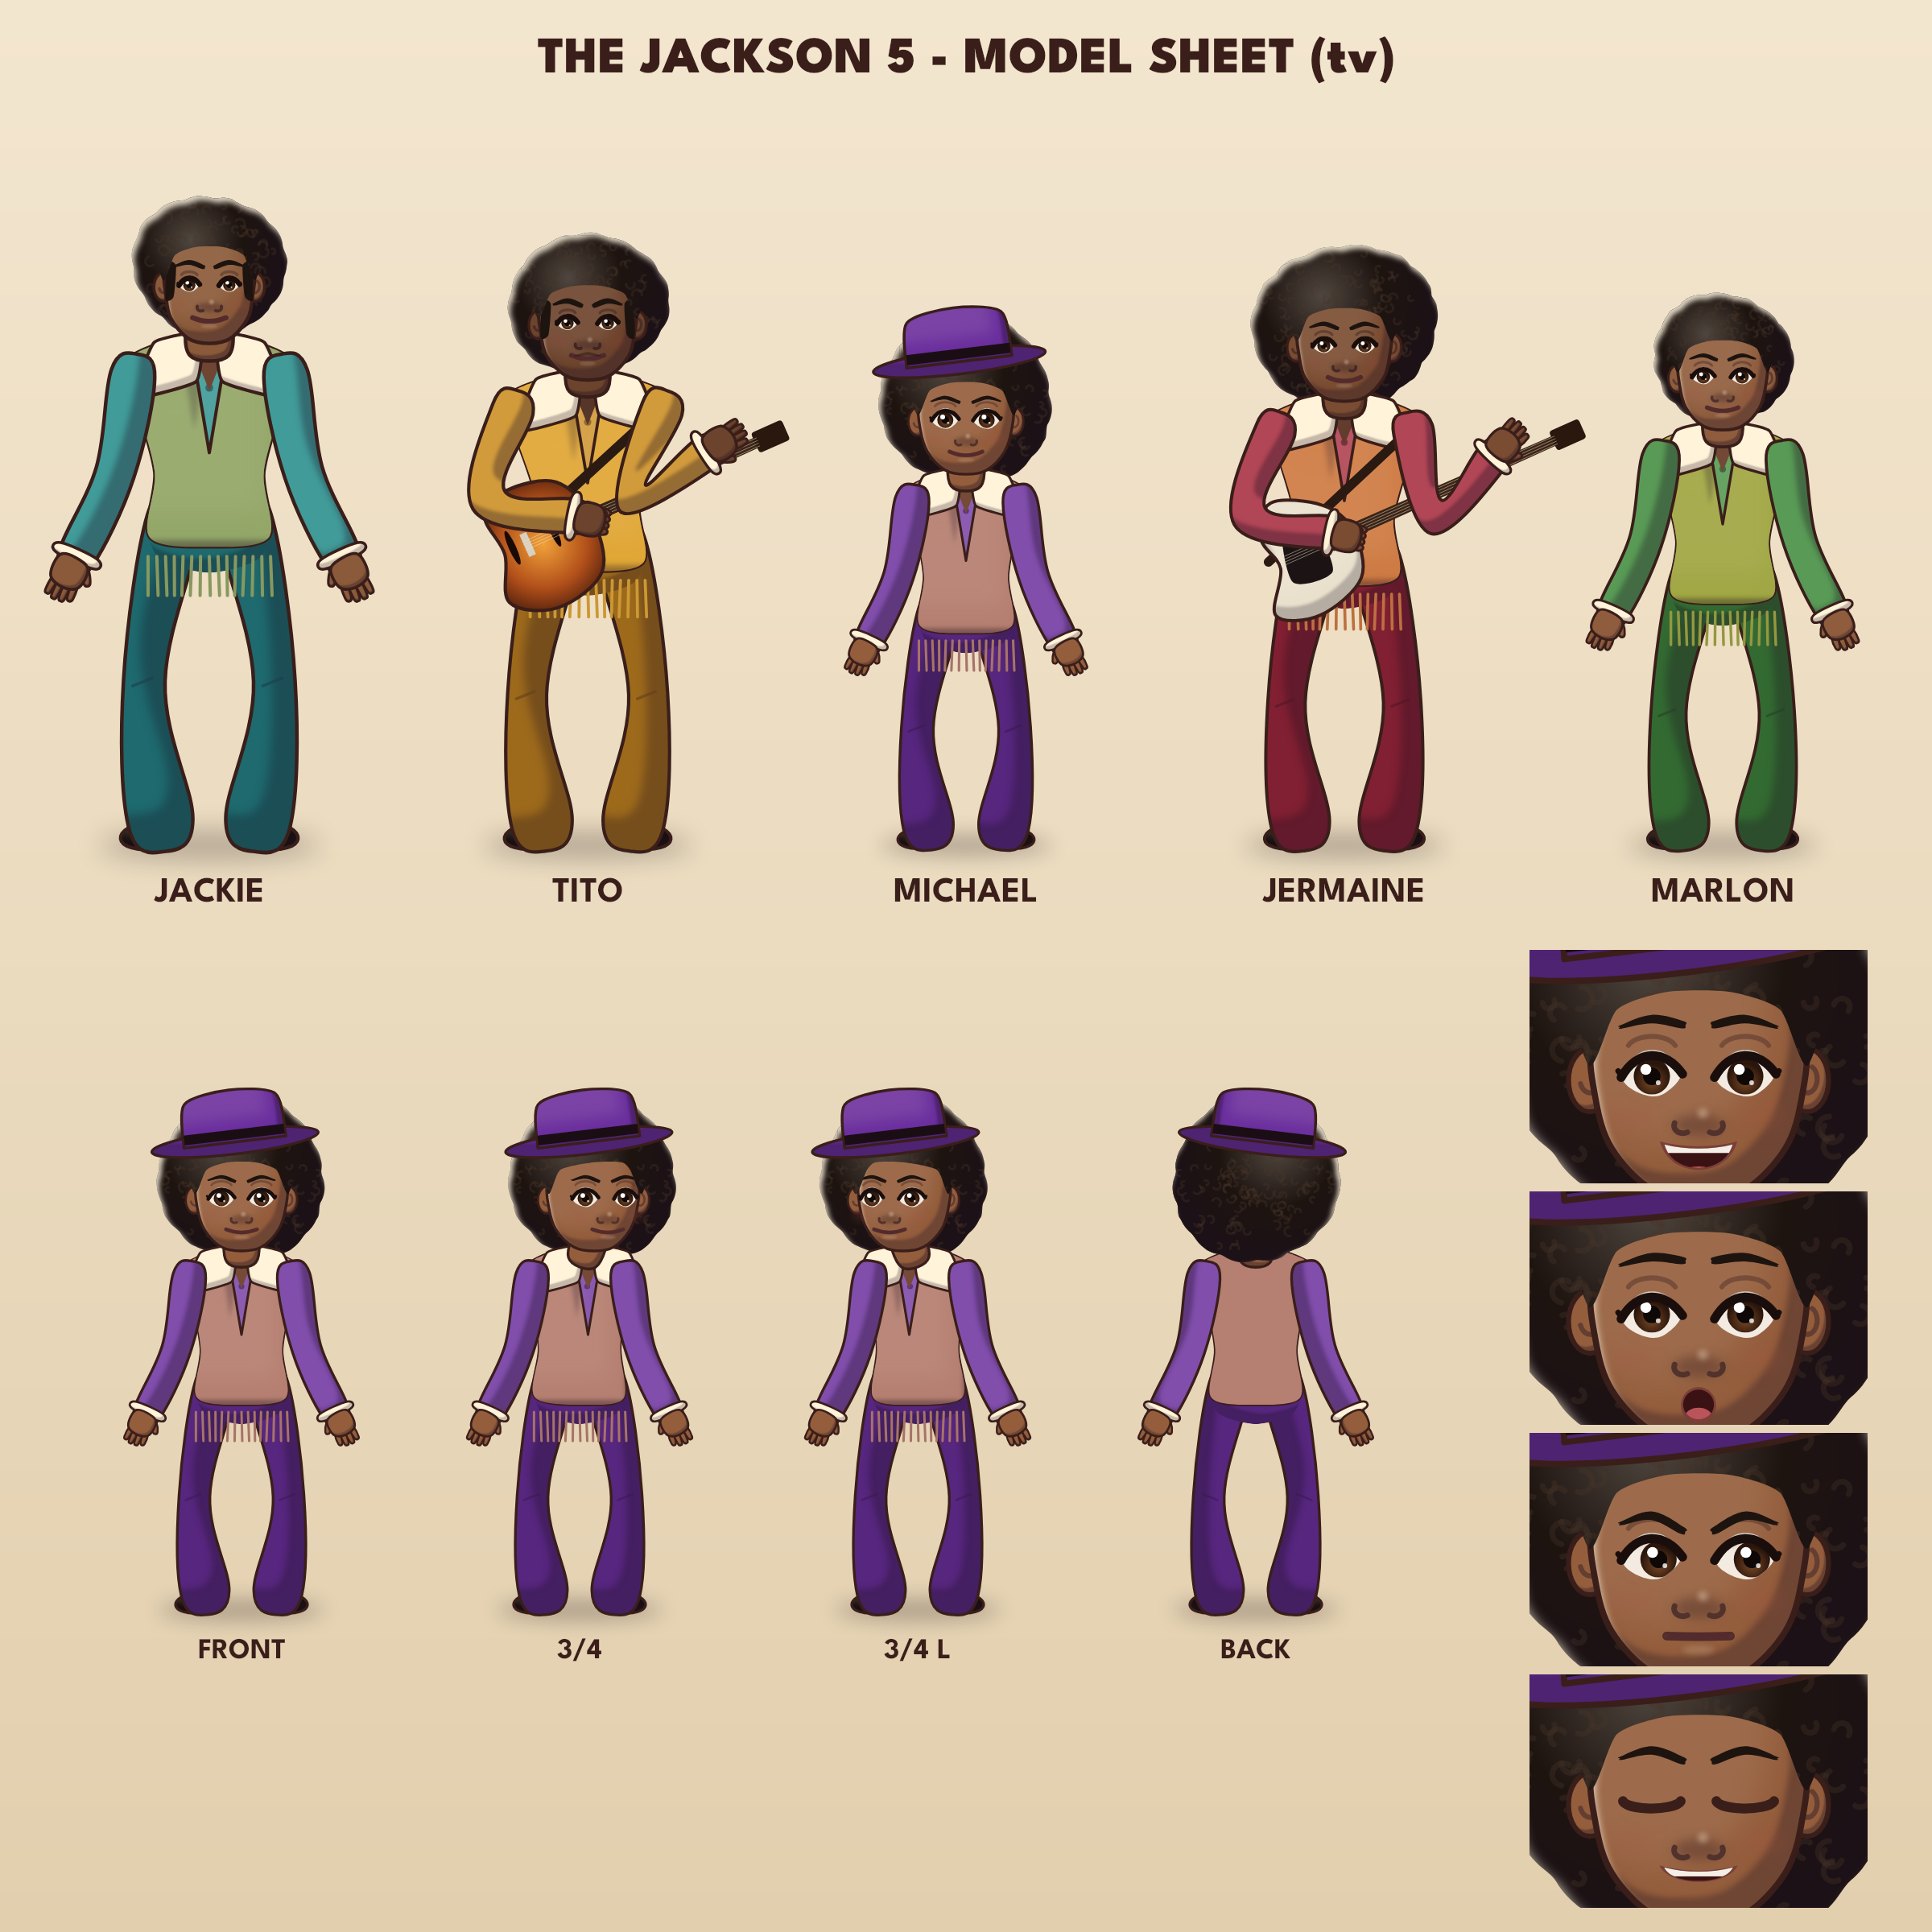 THE JACKSON 5 - MODEL SHEET (tv)
JACKIE
TITO
MICHAEL
JERMAINE
MARLON
FRONT
3/4
3/4 L
BACK